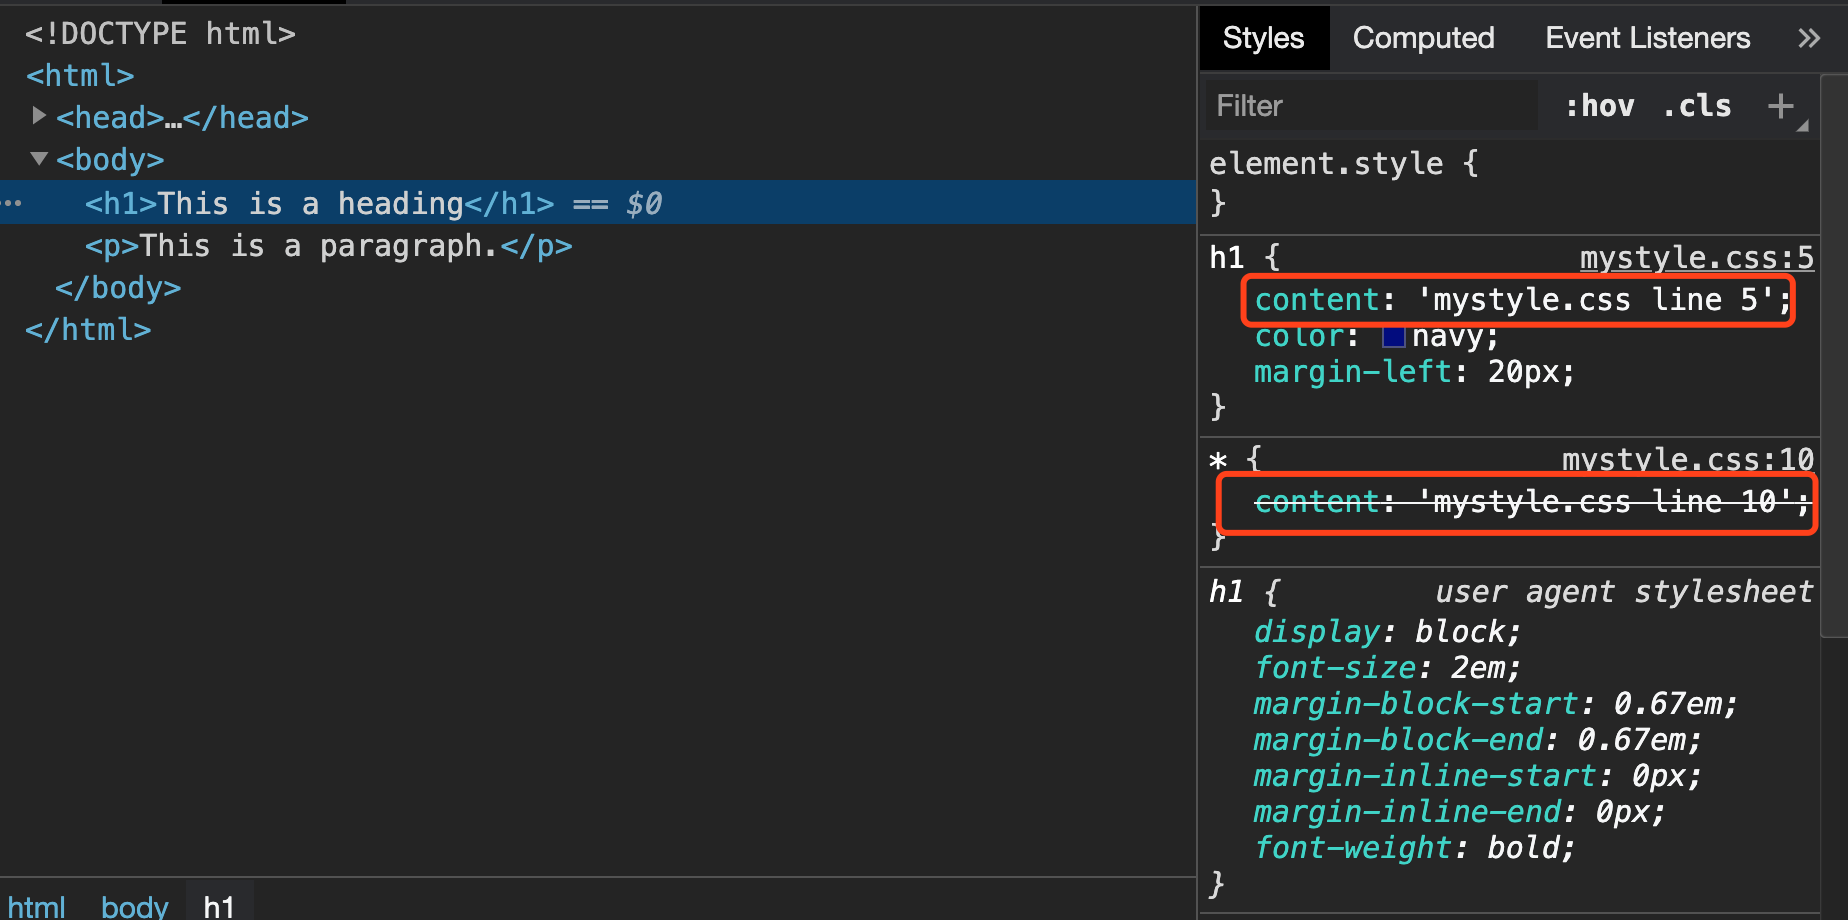 <!DOCTYPE html>
<html>
<head>…</head>
<body>
<h1>This is a heading</h1> == $0
<p>This is a paragraph.</p>
</body>
</html>
html body h1
Styles Computed Event Listeners »
Filter :hov .cls +
element.style {
}
h1 { mystyle.css:5
content: 'mystyle.css line 5';
color: navy;
margin-left: 20px;
}
* { mystyle.css:10
content: 'mystyle.css line 10';
}
h1 { user agent stylesheet
display: block;
font-size: 2em;
margin-block-start: 0.67em;
margin-block-end: 0.67em;
margin-inline-start: 0px;
margin-inline-end: 0px;
font-weight: bold;
}